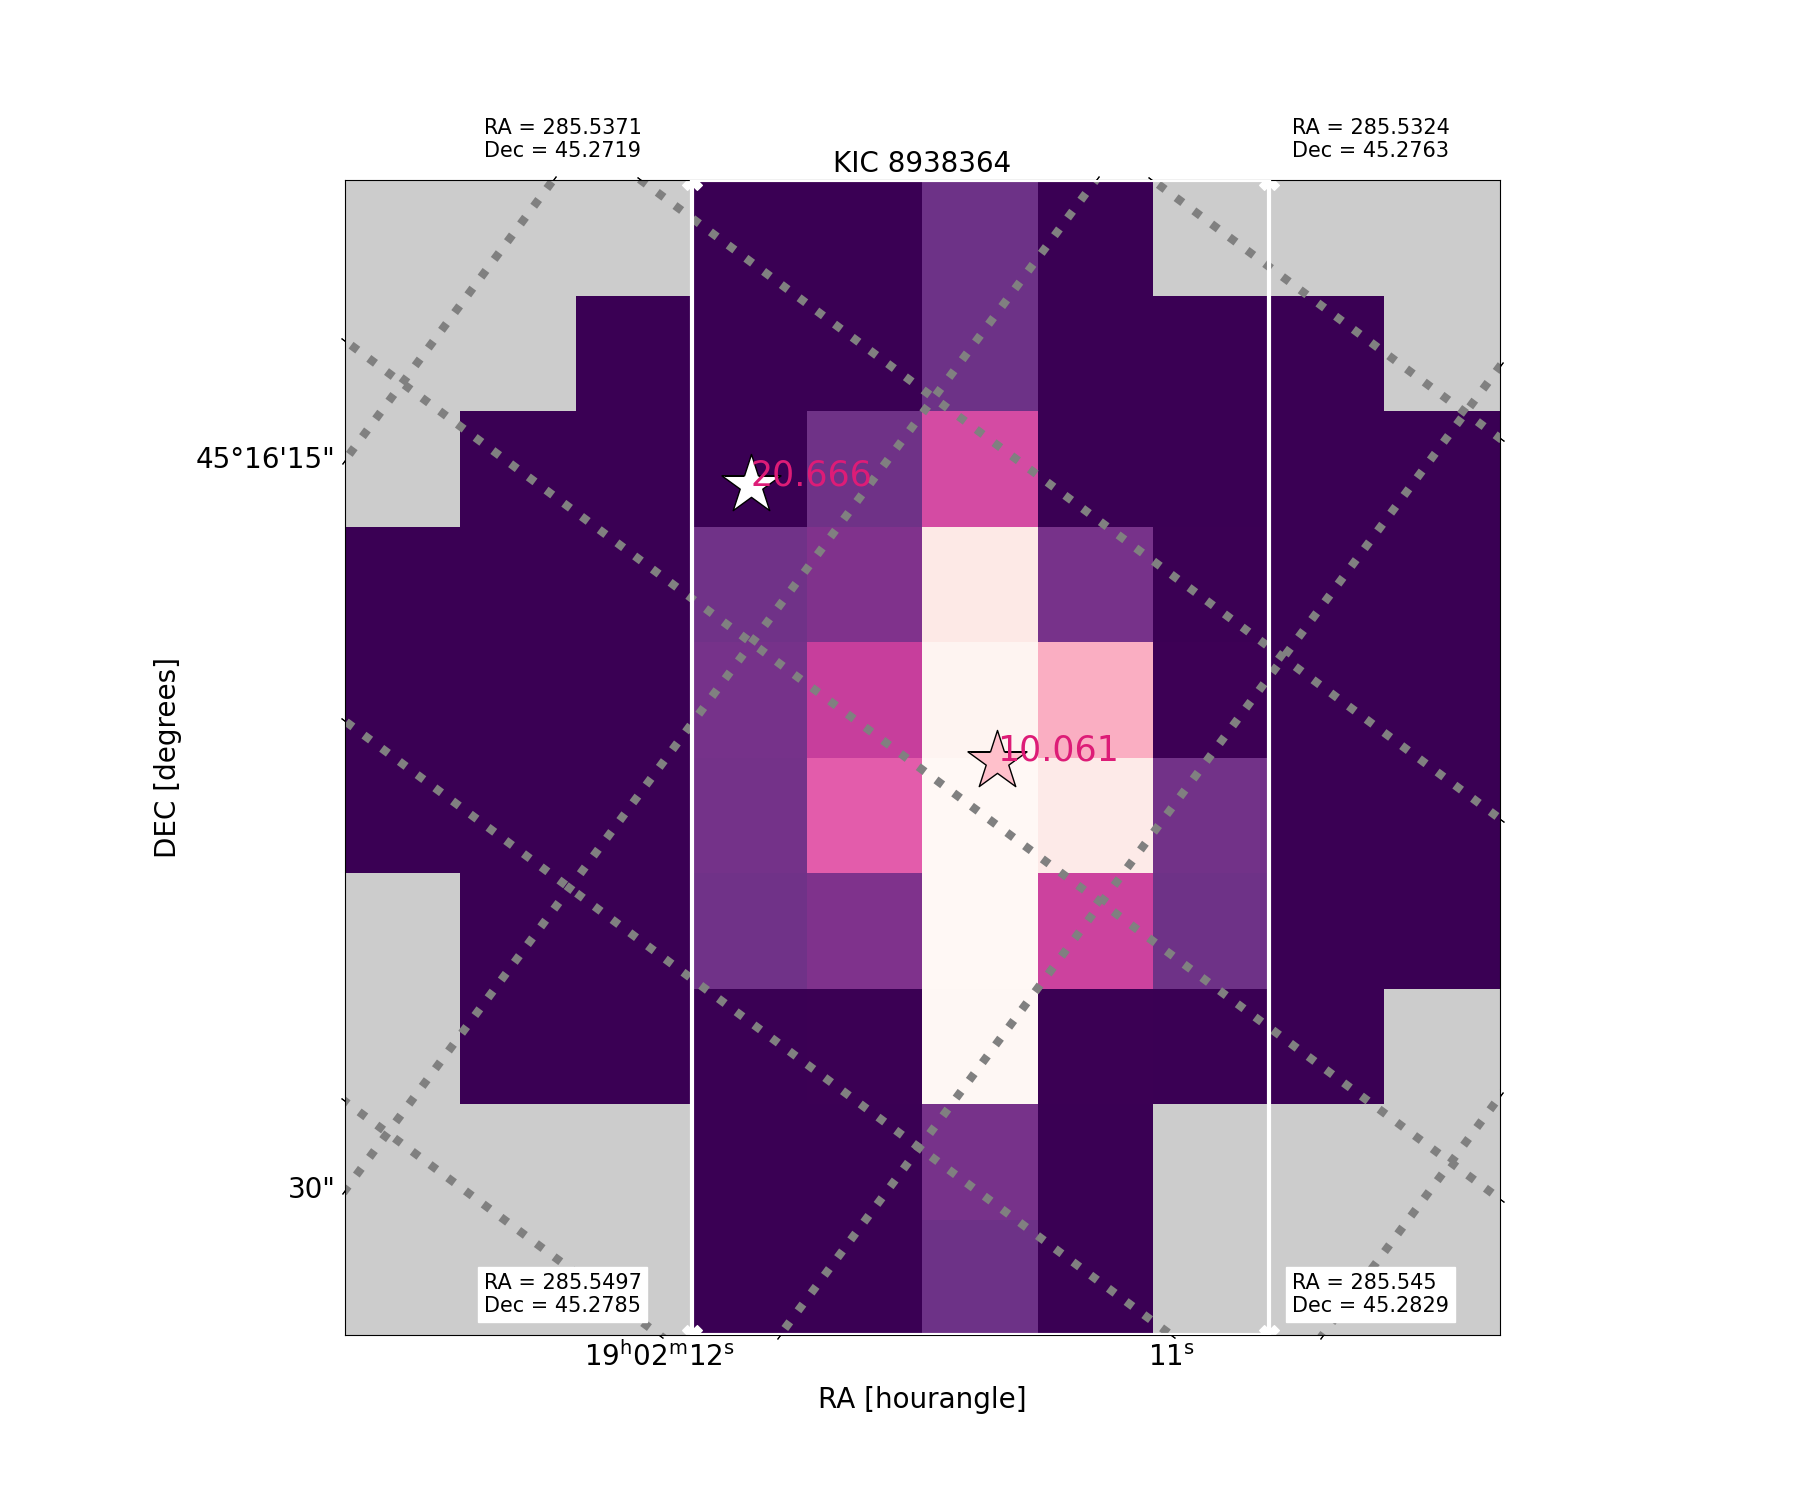 RA = 285.5371
Dec = 45.2719
RA = 285.5324
Dec = 45.2763
KIC 8938364
45°16'15"
20.666
10.061
DEC [degrees]
30"
RA = 285.5497
Dec = 45.2785
RA = 285.545
Dec = 45.2829
19h02m12s
11s
RA [hourangle]